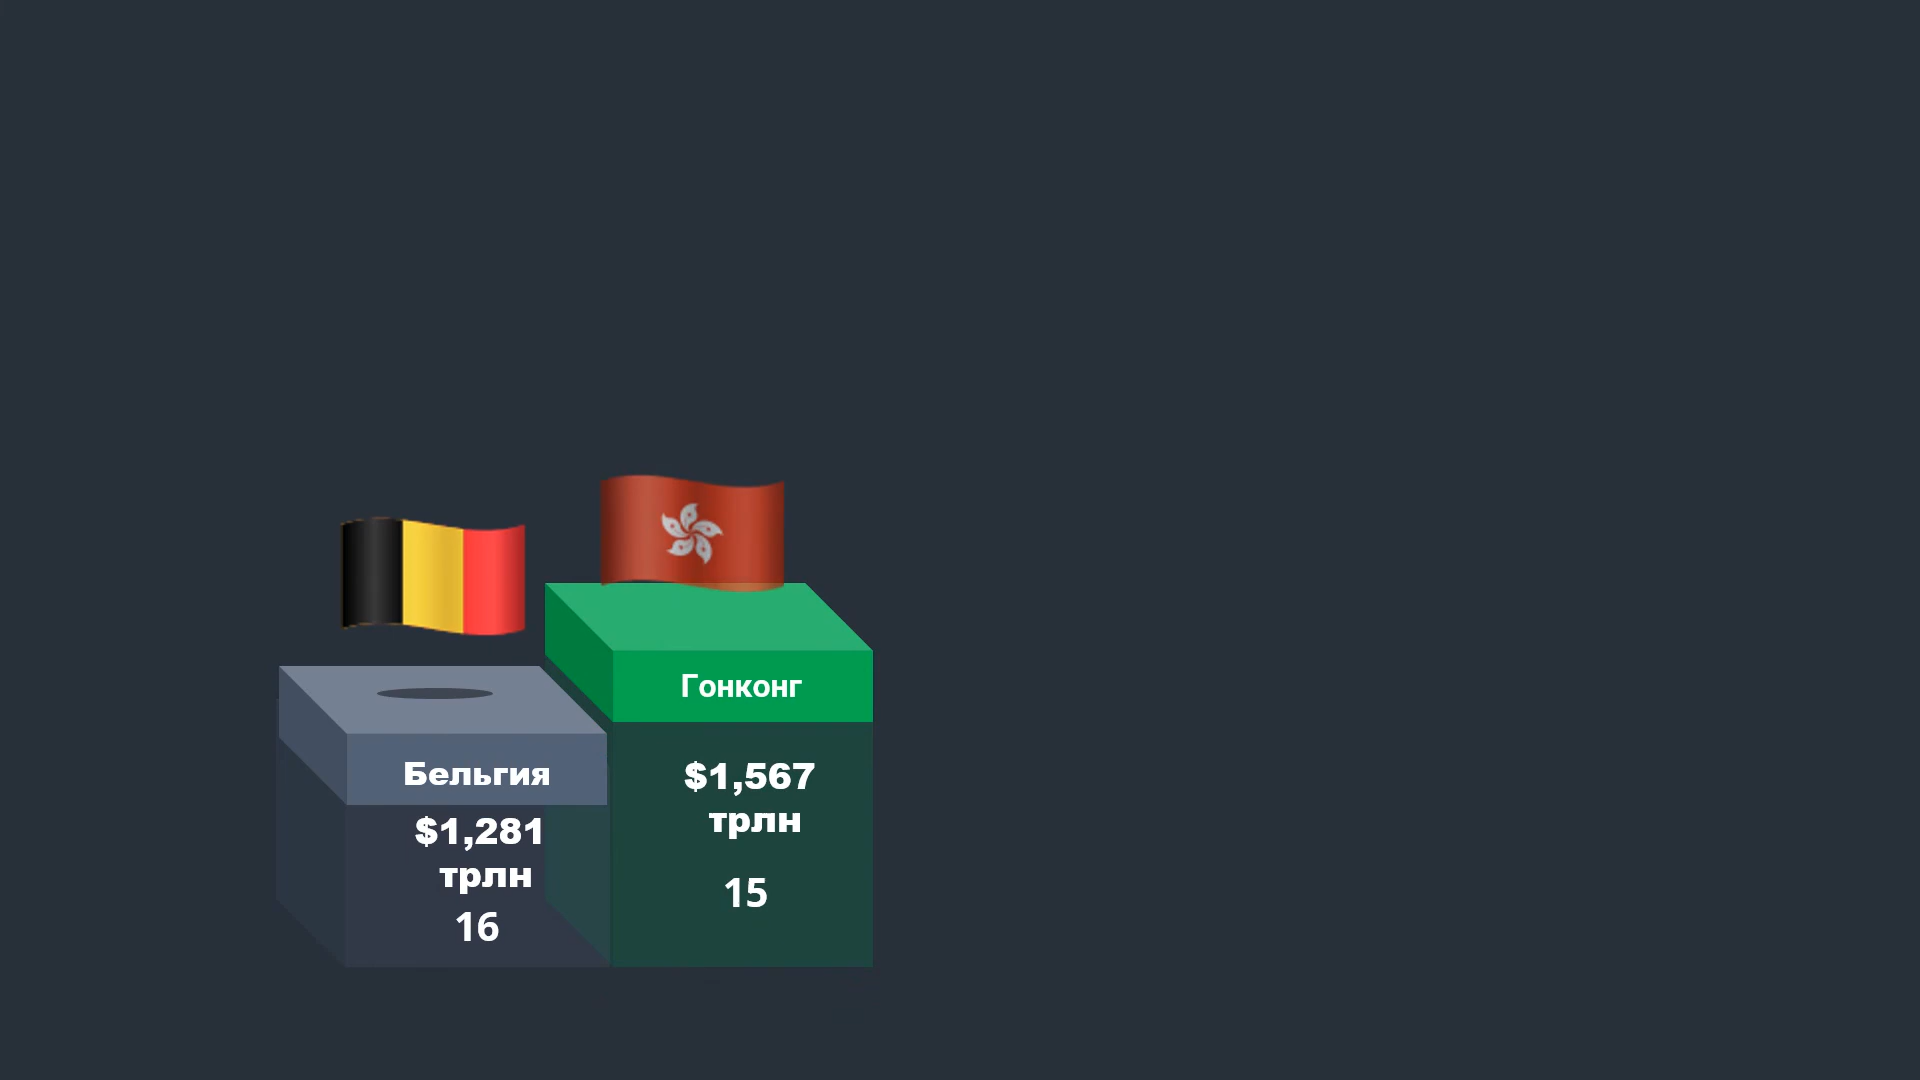 Бельгия
$1,281
трлн
16
Гонконг
$1,567
трлн
15